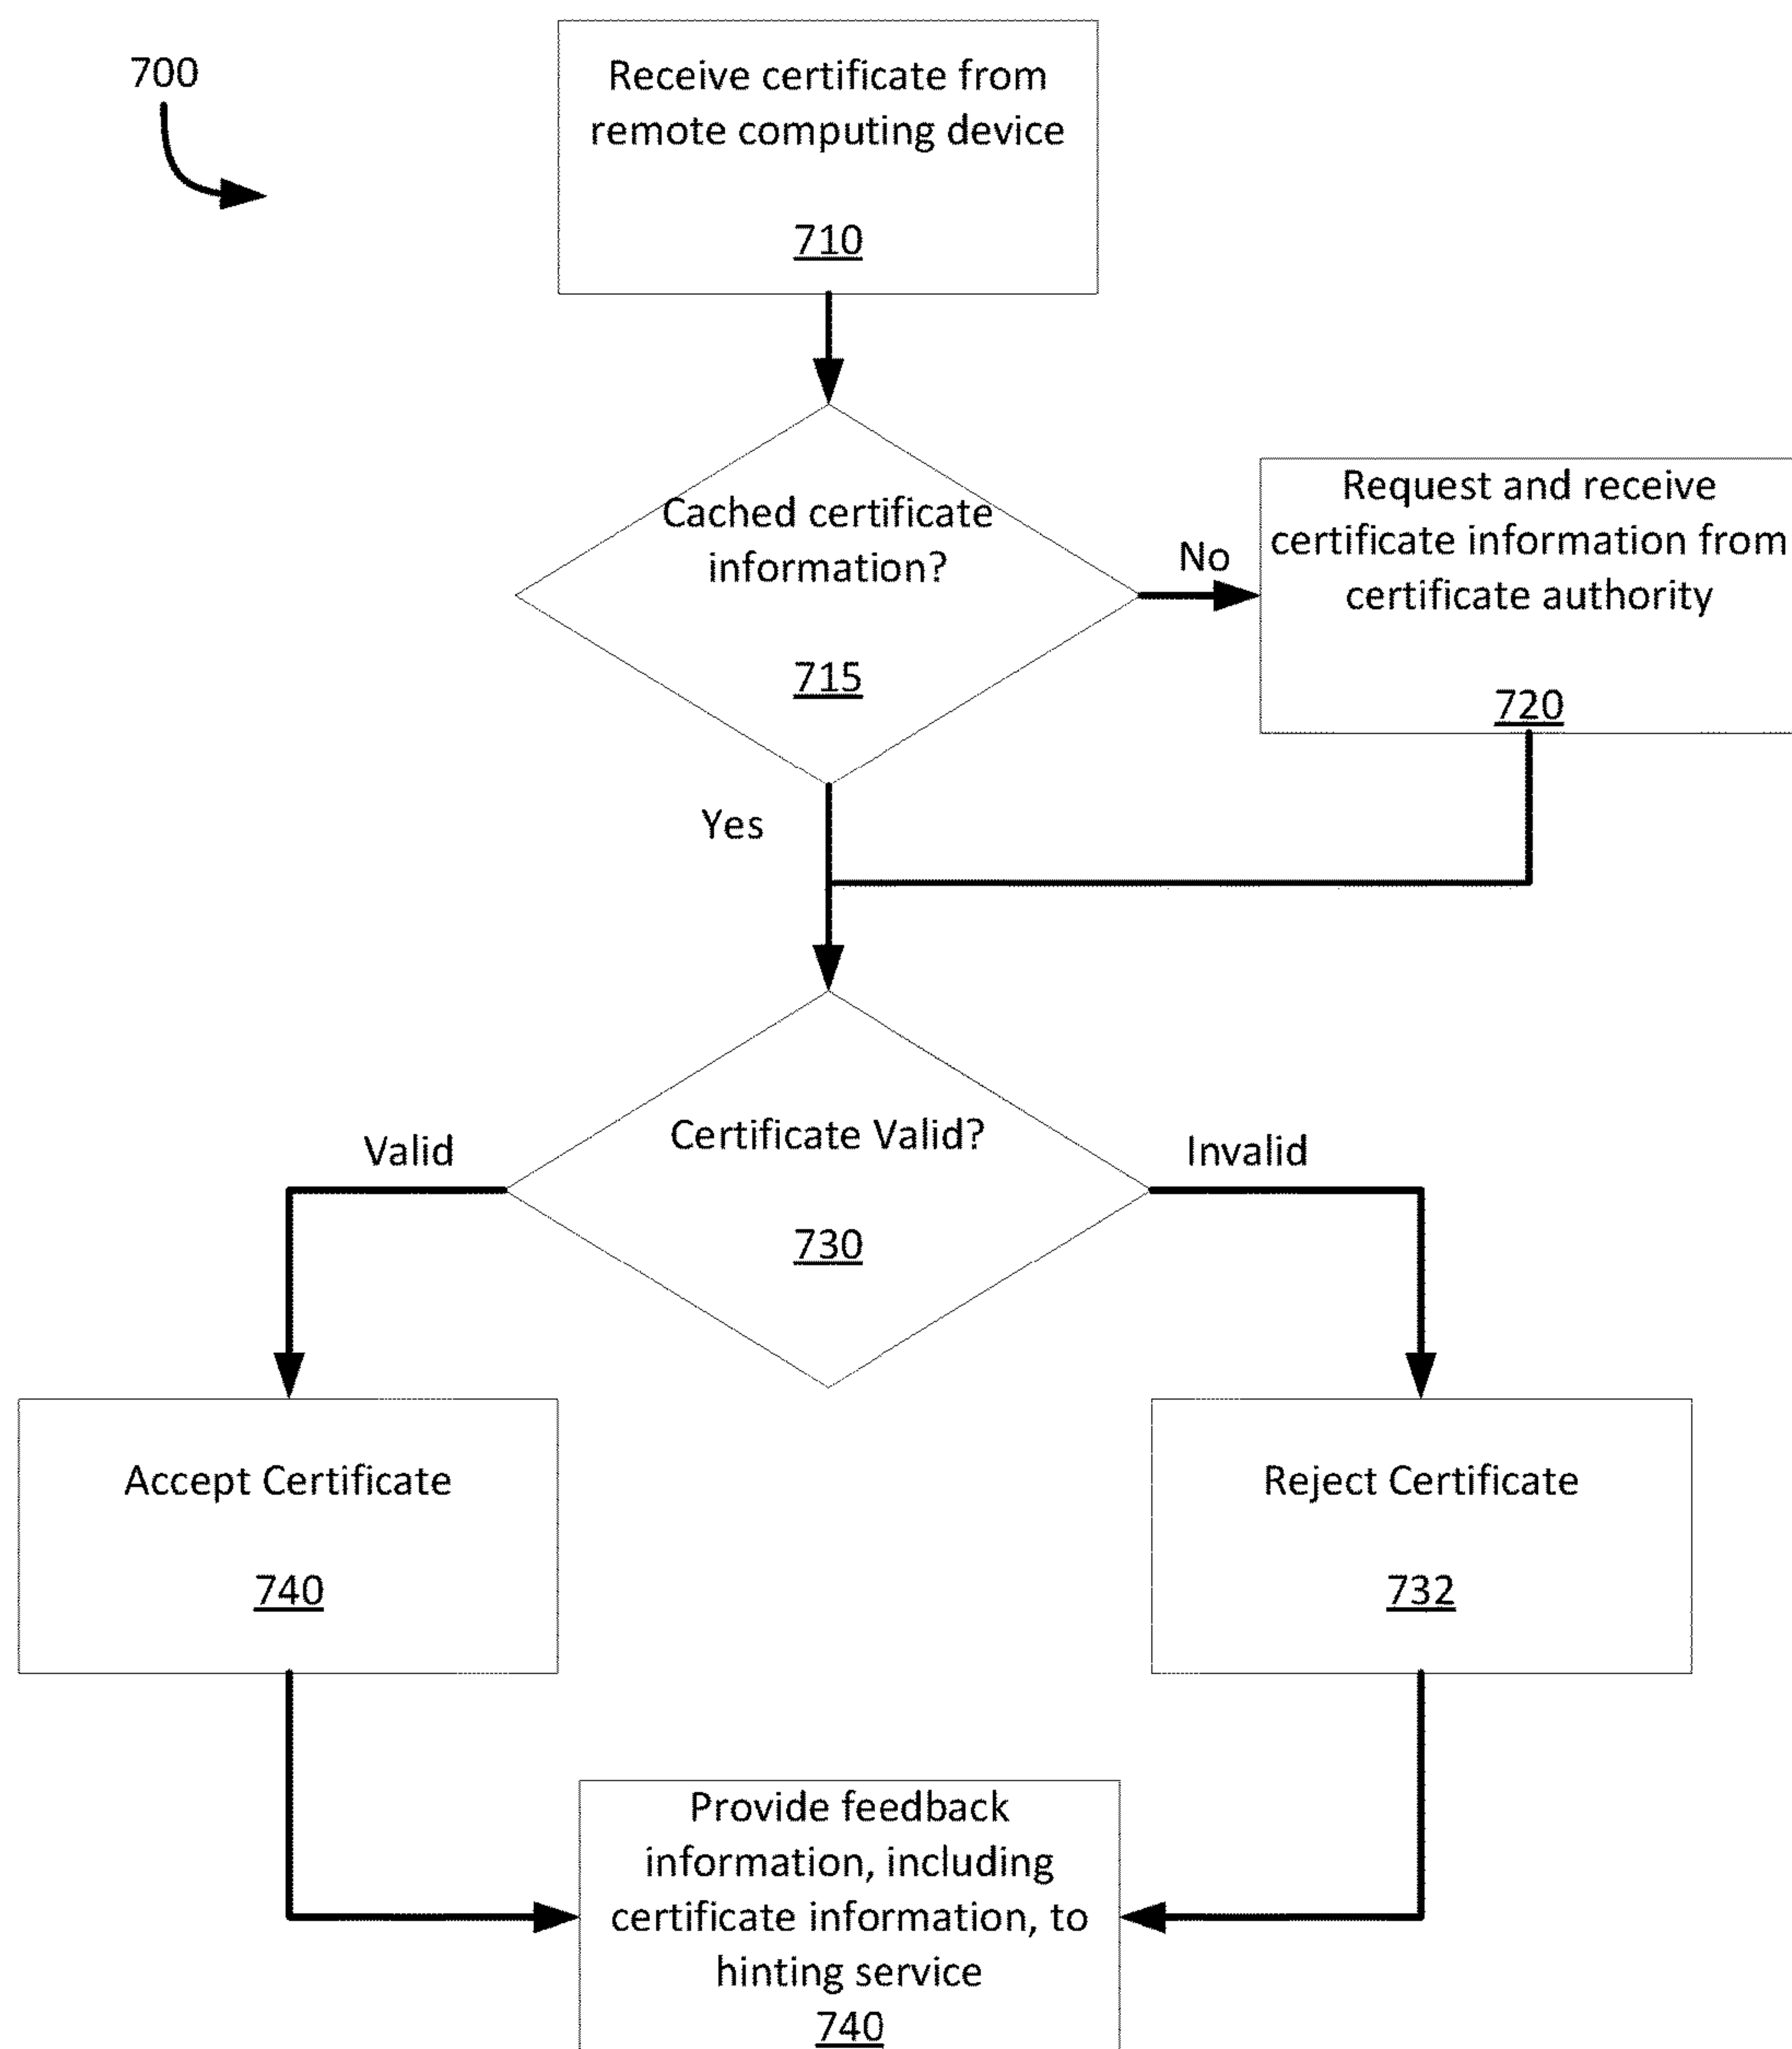 700
Receive certificate from
remote computing device
710
Cached certificate
information?
715
No
Request and receive
certificate information from
certificate authority
720
Yes
Certificate Valid?
730
Valid
Invalid
Accept Certificate
740
Reject Certificate
732
Provide feedback
information, including
certificate information, to
hinting service
740